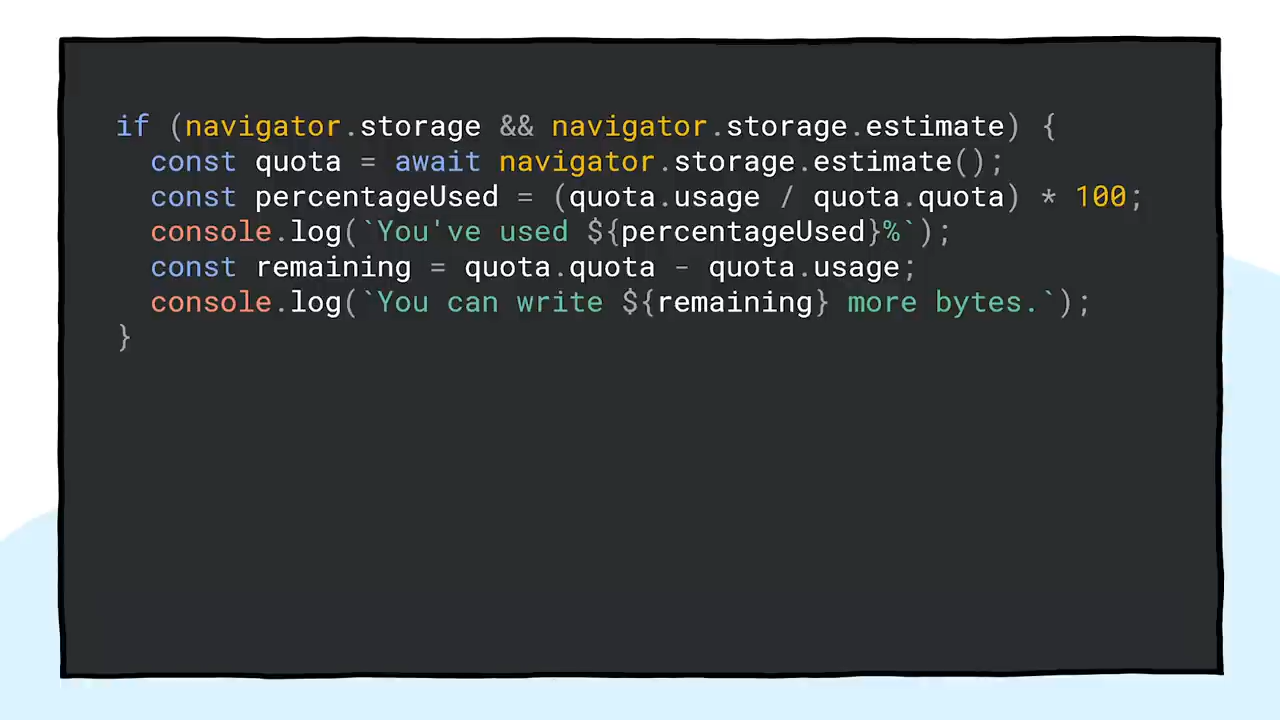 if (navigator.storage && navigator.storage.estimate) {
  const quota = await navigator.storage.estimate();
  const percentageUsed = (quota.usage / quota.quota) * 100;
  console.log(`You've used ${percentageUsed}%`);
  const remaining = quota.quota - quota.usage;
  console.log(`You can write ${remaining} more bytes.`);
}